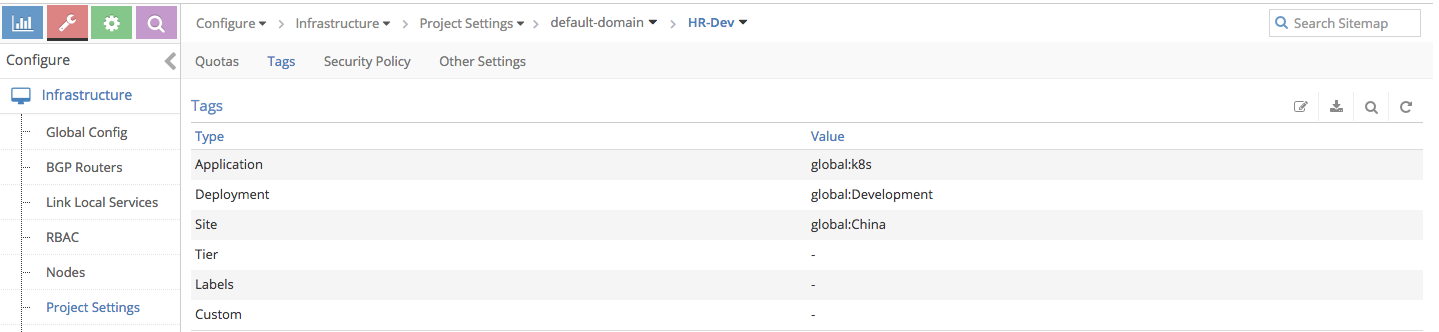 Configure Infrastructure Project Settings default-domain HR-Dev Search Sitemap
Configure
Quotas Tags Security Policy Other Settings
Infrastructure
Global Config
BGP Routers
Link Local Services
RBAC
Nodes
Project Settings
Tags
Type Value
Application global:k8s
Deployment global:Development
Site global:China
Tier -
Labels -
Custom -